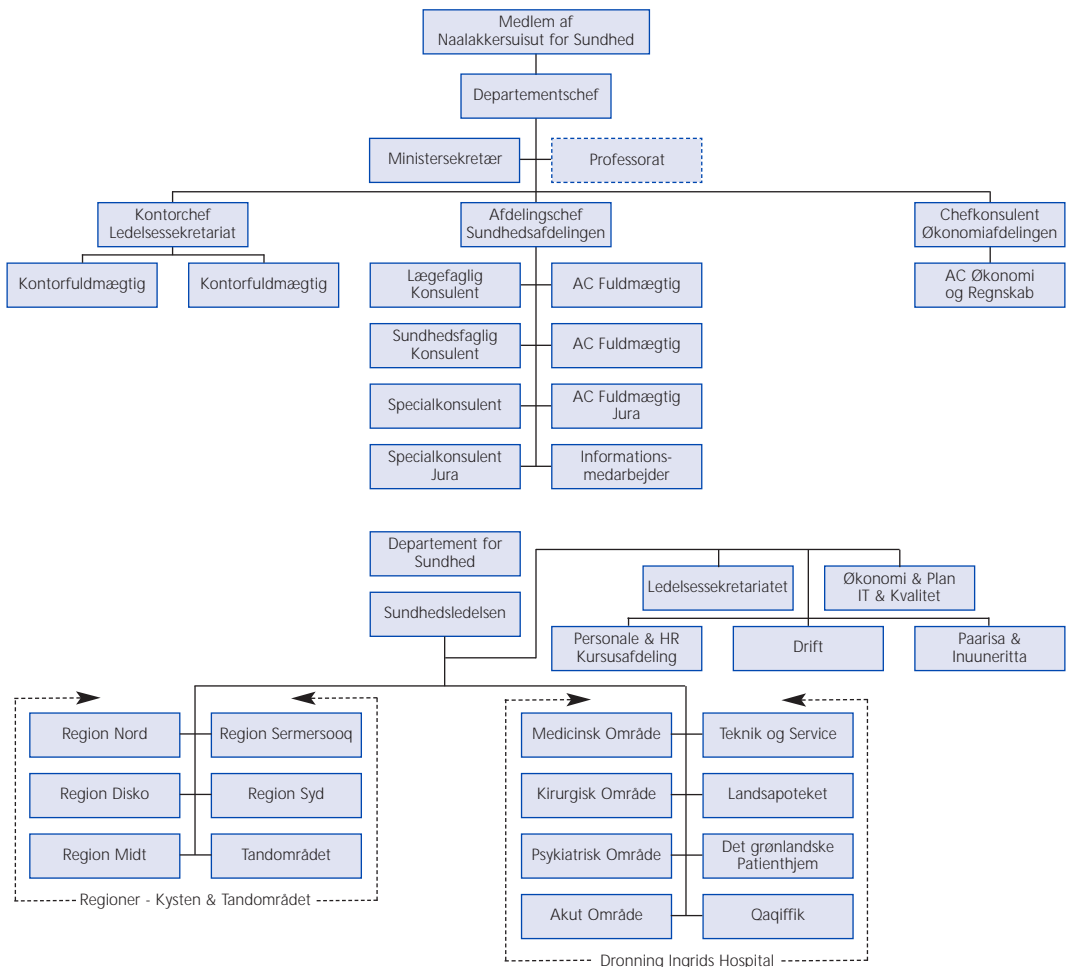 Medlem af
Naalakkersuisut for Sundhed
Departementschef
Ministersekretær
Professorat
Kontorchef
Ledelsessekretariat
Afdelingschef
Sundhedsafdelingen
Chefkonsulent
Økonomiafdelingen
Kontorfuldmægtig
Kontorfuldmægtig
Lægefaglig
Konsulent
AC Fuldmægtig
AC Økonomi
og Regnskab
Sundhedsfaglig
Konsulent
AC Fuldmægtig
Specialkonsulent
AC Fuldmægtig
Jura
Specialkonsulent
Jura
Informations-
medarbejder
Departement for
Sundhed
Sundhedsledelsen
Ledelsessekretariatet
Økonomi & Plan
IT & Kvalitet
Personale & HR
Kursusafdeling
Drift
Paarisa &
Inuuneritta
Region Nord
Region Sermersooq
Region Disko
Region Syd
Region Midt
Tandområdet
Regioner - Kysten & Tandområdet
Medicinsk Område
Teknik og Service
Kirurgisk Område
Landsapoteket
Psykiatrisk Område
Det grønlandske
Patienthjem
Akut Område
Qaqiffik
Dronning Ingrids Hospital